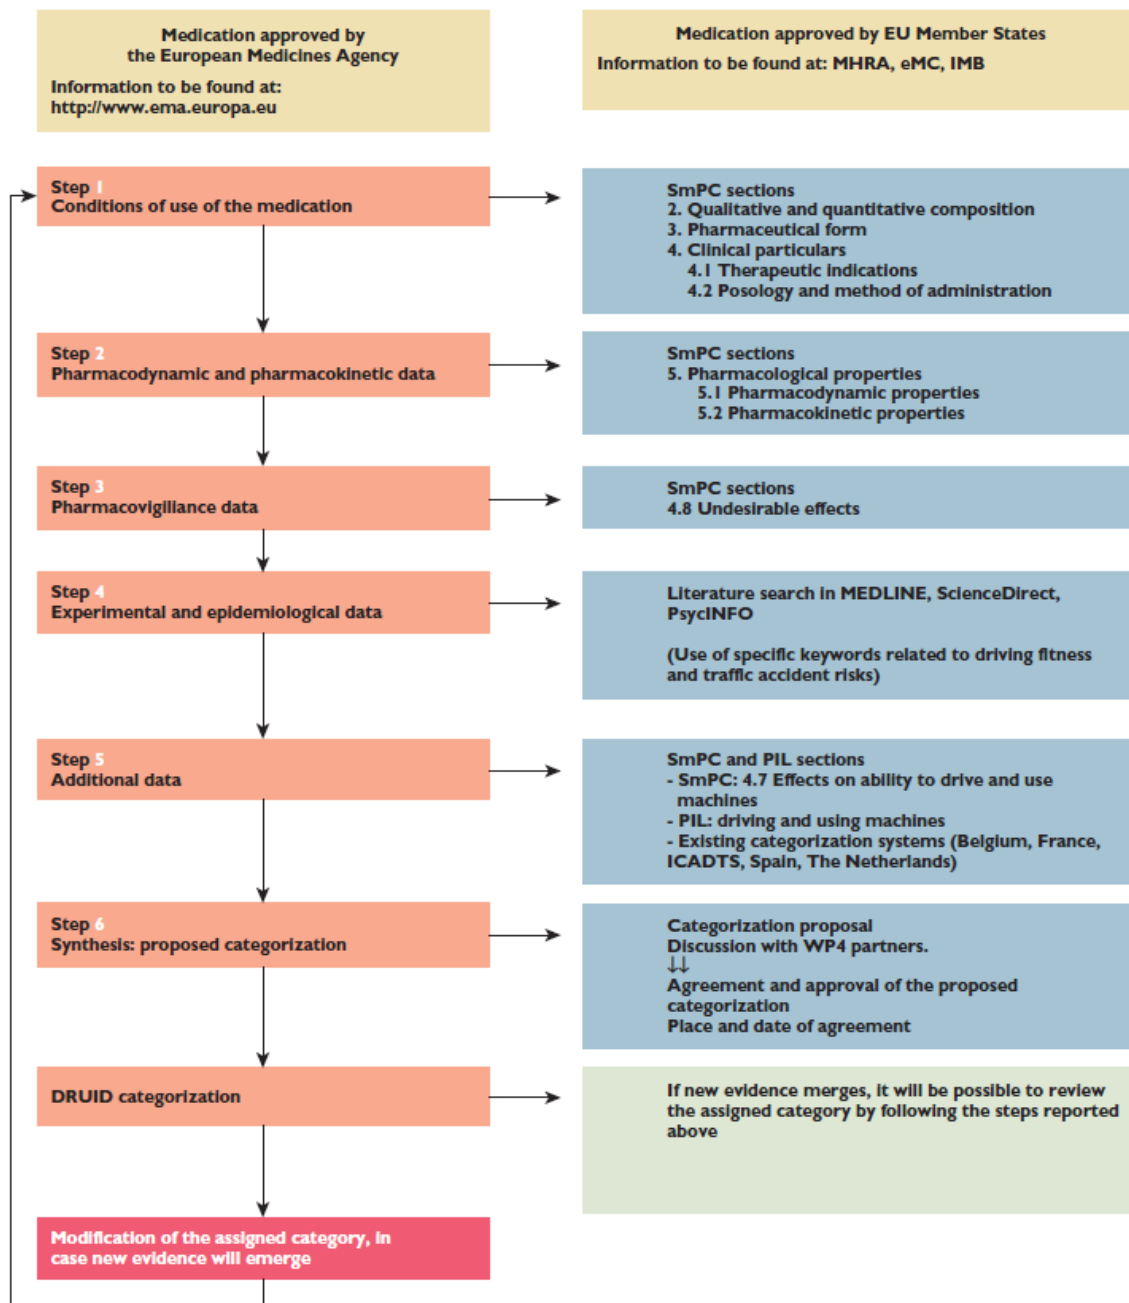 Medication approved by
the European Medicines Agency
Information to be found at:
http://www.ema.europa.eu
Medication approved by EU Member States
Information to be found at: MHRA, eMC, IMB
Step 1
Conditions of use of the medication
SmPC sections
2. Qualitative and quantitative composition
3. Pharmaceutical form
4. Clinical particulars
4.1 Therapeutic indications
4.2 Posology and method of administration
Step 2
Pharmacodynamic and pharmacokinetic data
SmPC sections
5. Pharmacological properties
5.1 Pharmacodynamic properties
5.2 Pharmacokinetic properties
Step 3
Pharmacovigillance data
SmPC sections
4.8 Undesirable effects
Step 4
Experimental and epidemiological data
Literature search in MEDLINE, ScienceDirect,
PsycINFO
(Use of specific keywords related to driving fitness
and traffic accident risks)
Step 5
Additional data
SmPC and PIL sections
- SmPC: 4.7 Effects on ability to drive and use
machines
- PIL: driving and using machines
- Existing categorization systems (Belgium, France,
ICADTS, Spain, The Netherlands)
Step 6
Synthesis: proposed categorization
Categorization proposal
Discussion with WP4 partners.
↓↓
Agreement and approval of the proposed
categorization
Place and date of agreement
DRUID categorization
If new evidence merges, it will be possible to review
the assigned category by following the steps reported
above
Modification of the assigned category, in
case new evidence will emerge